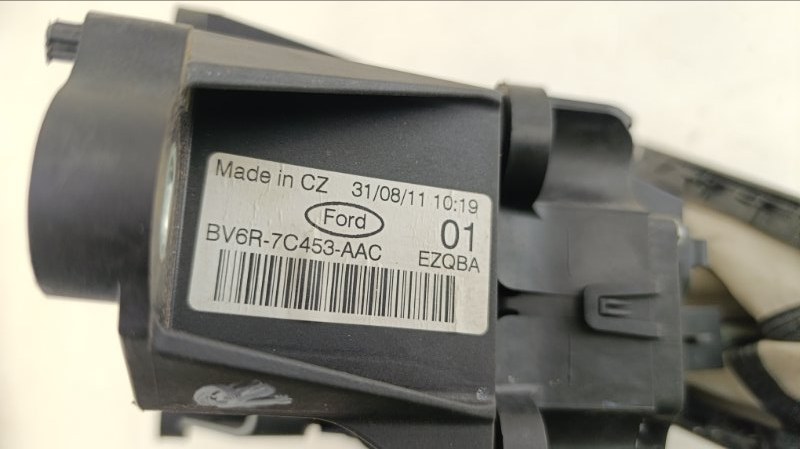 Made in CZ 31/08/11 10:19
Ford 01
BV6R-7C453-AAC EZQBA